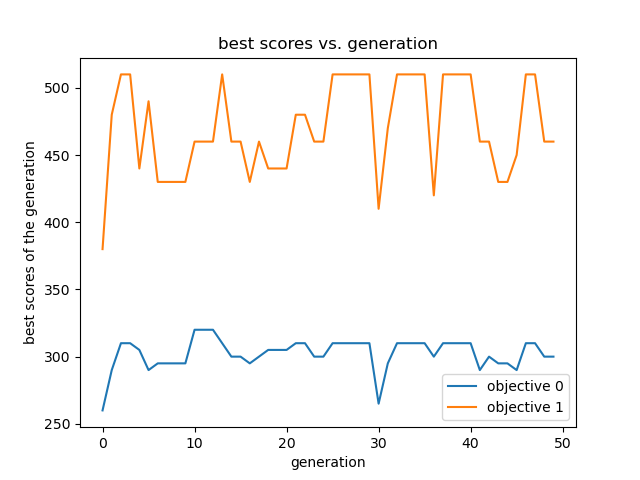 best scores vs. generation
best scores of the generation
500
450
400
350
300
250
0 10 20 30 40 50
generation
objective 0
objective 1